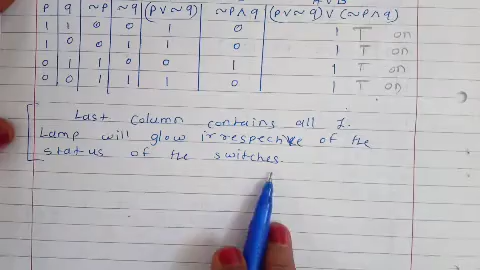 P q ~P ~q (PV~q) ~P∧q (PV~q) V (~P∧q)
1 1 0 0 1 0 1 T on
1 0 0 1 1 0 1 T on
0 1 1 0 0 1 1 T on
0 0 1 1 1 0 1 T on
Last column contains all 1.
Lamp will glow irrespective of the
status of the switches.